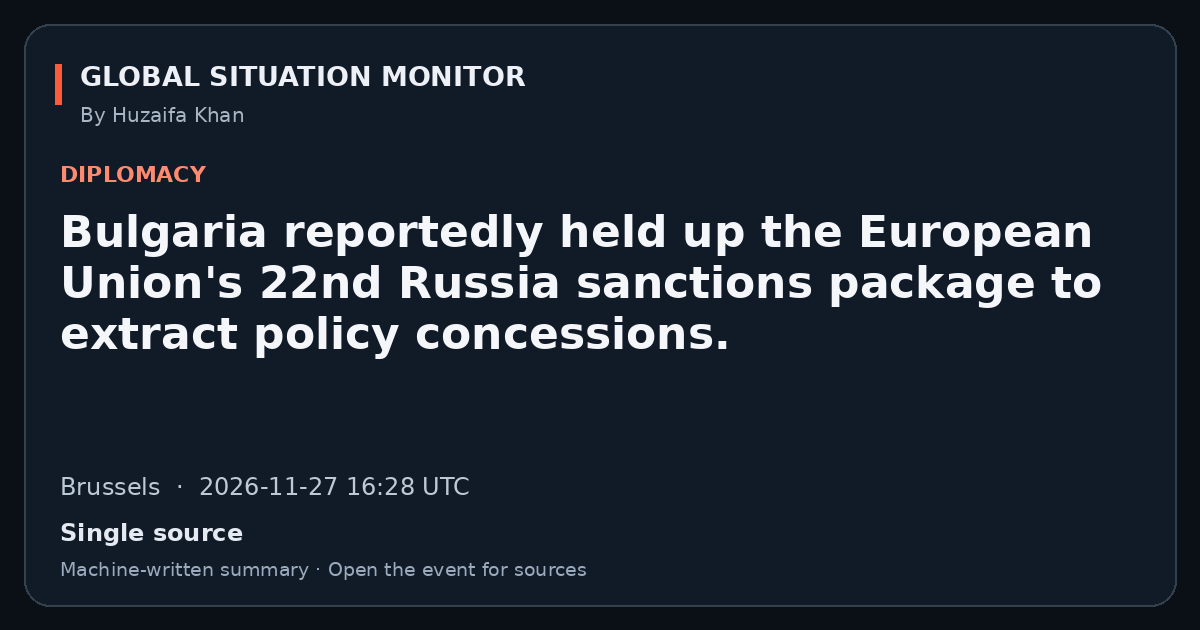 GLOBAL SITUATION MONITOR
By Huzaifa Khan
DIPLOMACY
Bulgaria reportedly held up the European
Union's 22nd Russia sanctions package to
extract policy concessions.
Brussels · 2026-11-27 16:28 UTC
Single source
Machine-written summary · Open the event for sources